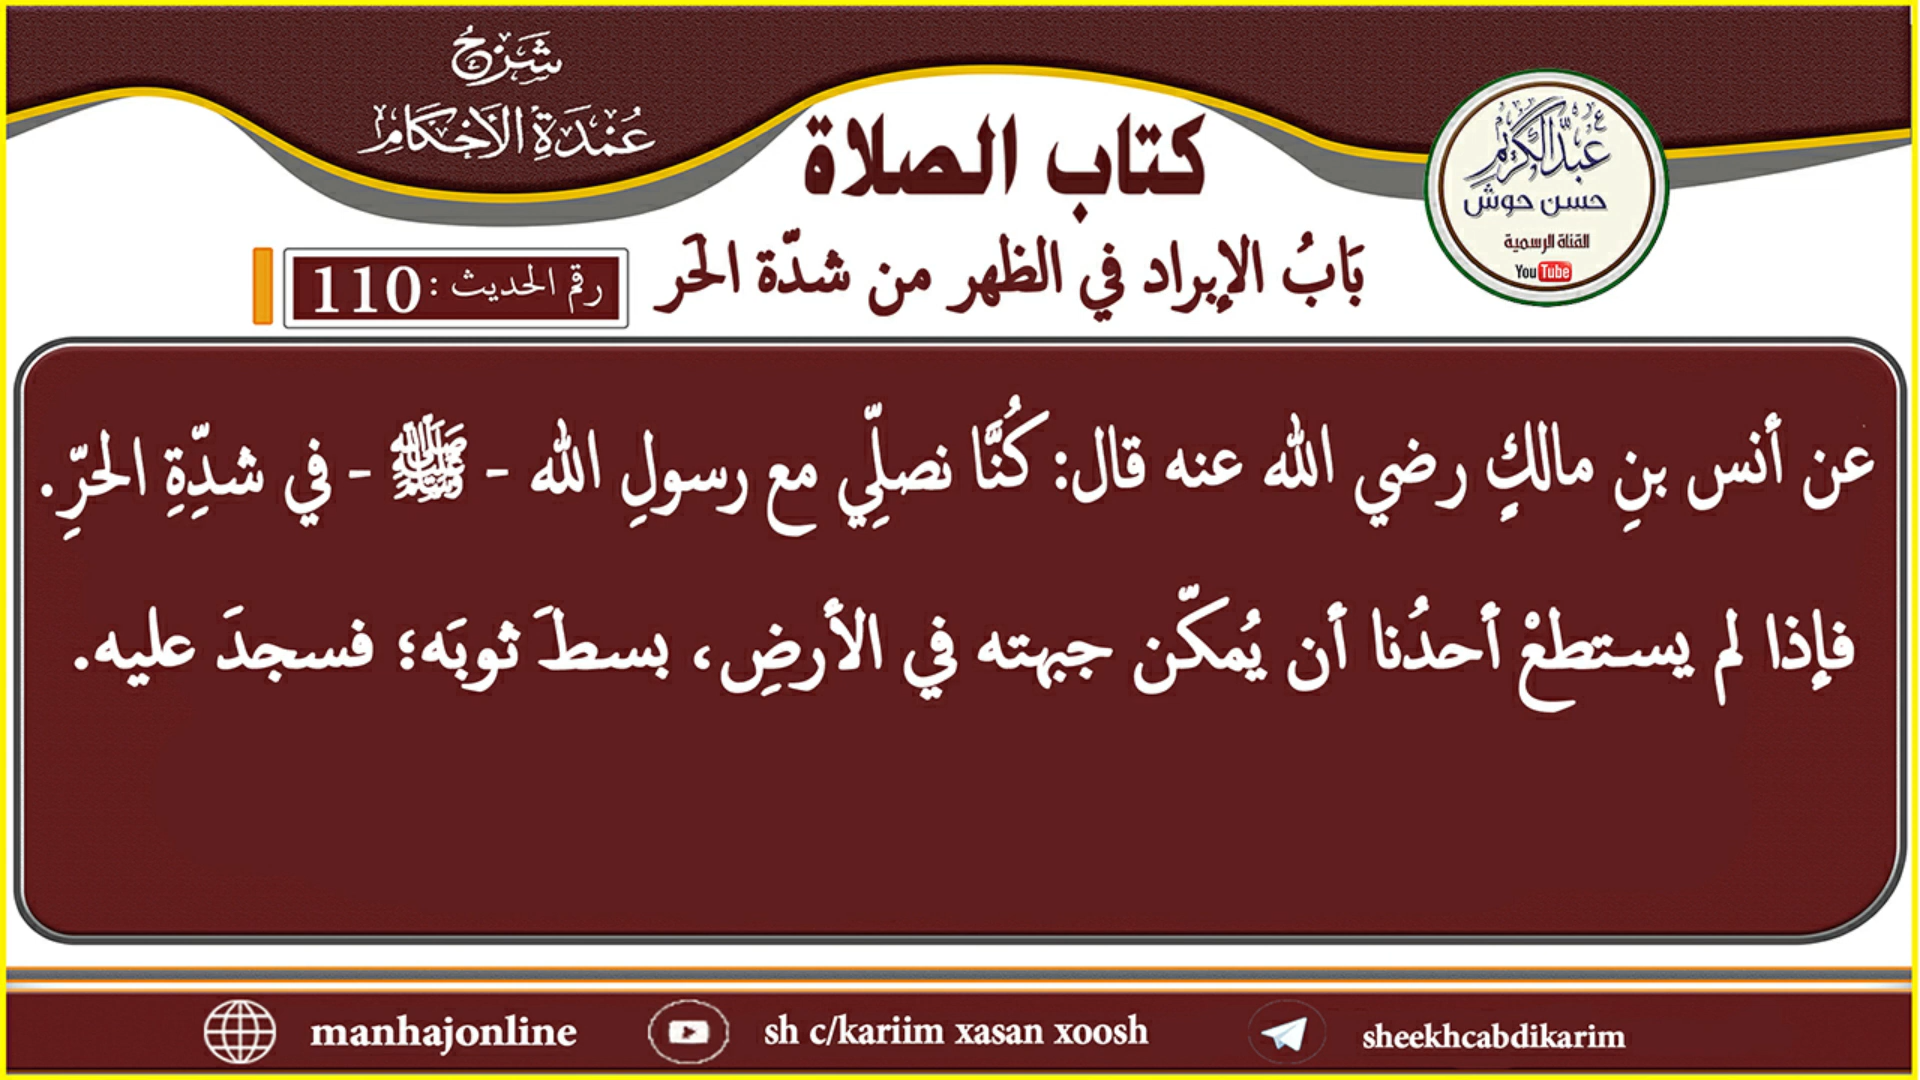 شَرْحُ
عُمْدَةِ الأَحْكَامِ
كتاب الصلاة
عبد الكريم
حسن حوش
القناة الرسمية
YouTube
بَابُ الإبراد في الظهر من شدّة الحَر
رقم الحديث : 110
عن أنس بنِ مالكٍ رضي الله عنه قال: كُنَّا نصلِّي مع رسولِ الله - ﷺ - في شدِّةِ الحرِّ.
فإذا لم يستطعْ أحدُنا أن يُمكّن جبهته في الأرضِ، بسطَ ثوبَه؛ فسجدَ عليه.
manhajonline
sh c/kariim xasan xoosh
sheekhcabdikarim